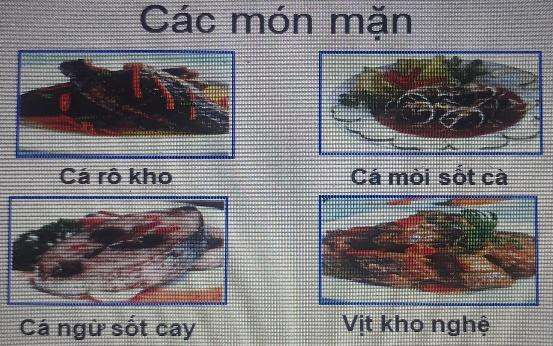 Các món mặn
Cá rô kho
Cá mòi sốt cà
Cá ngừ sốt cay
Vịt kho nghệ